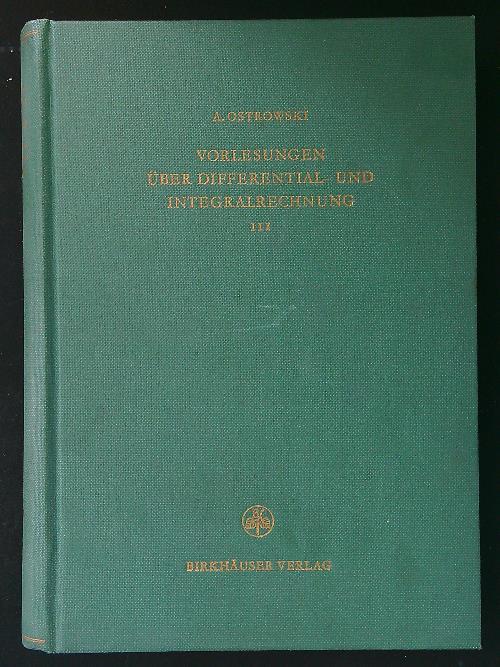 A. OSTROWSKI
VORLESUNGEN
ÜBER DIFFERENTIAL- UND
INTEGRALRECHNUNG
III
BIRKHÄUSER VERLAG